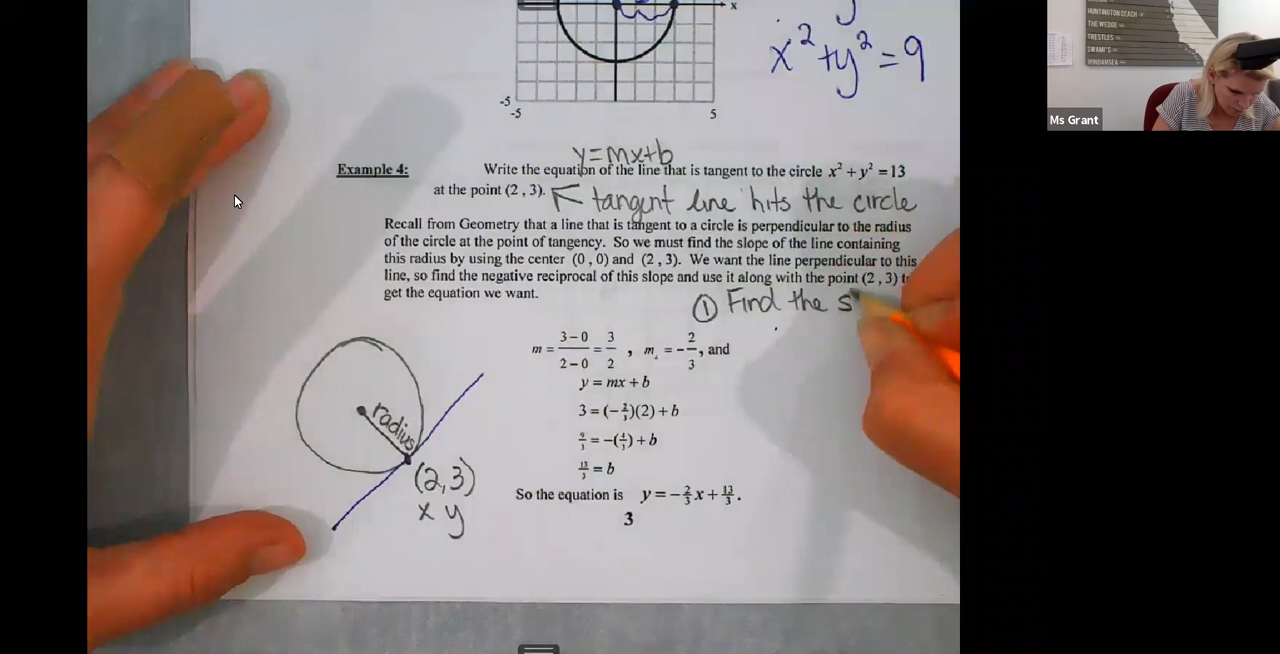 x
-5
-5
5
x² + y² = 9
HUNTINGTON BEACH
THE WEDGE
TRESTLES
SWAMI'S
WINDANSEA
Ms Grant
y=mx+b
Example 4: Write the equation of the line that is tangent to the circle x² + y² = 13
at the point (2 , 3).
tangent line hits the circle
Recall from Geometry that a line that is tangent to a circle is perpendicular to the radius
of the circle at the point of tangency. So we must find the slope of the line containing
this radius by using the center (0 , 0) and (2 , 3). We want the line perpendicular to this
line, so find the negative reciprocal of this slope and use it along with the point (2 , 3)
get the equation we want.
① Find the s
m = 3 − 0 / 2 − 0 = 3/2 , m⊥ = −2/3, and
y = mx + b
3 = (−2/3)(2) + b
9/3 = −(4/3) + b
13/3 = b
So the equation is y = −2/3 x + 13/3.
3
radius
(2,3)
x y